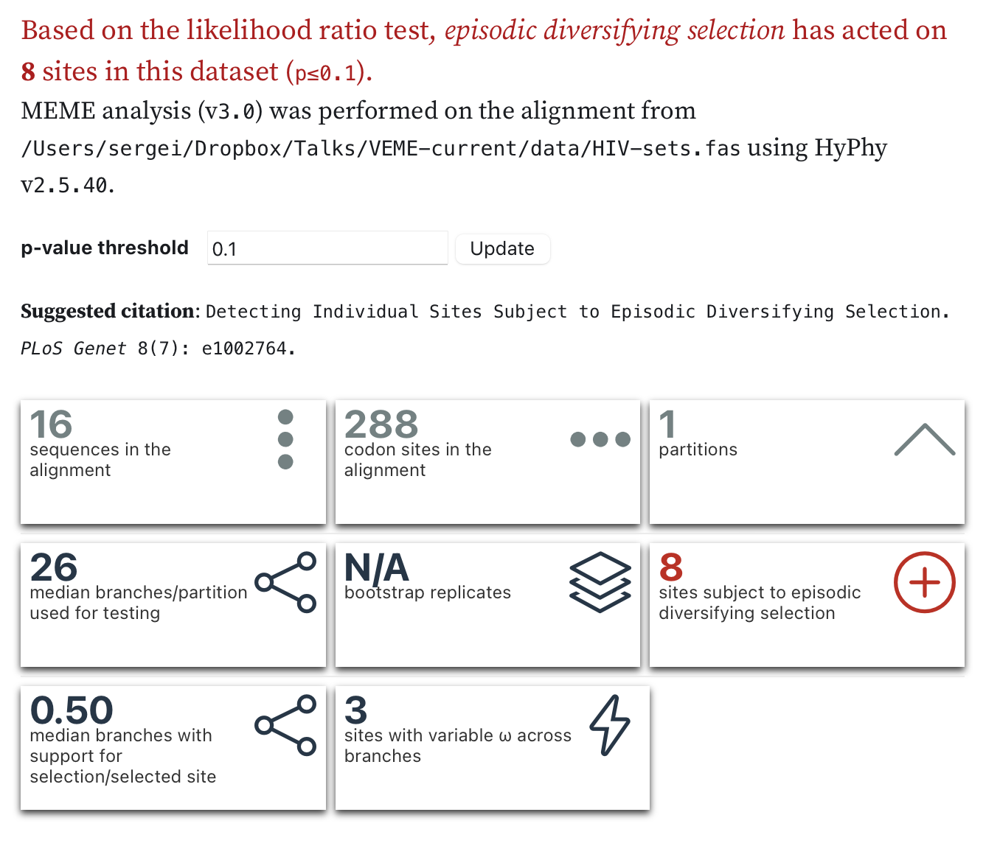 Based on the likelihood ratio test, episodic diversifying selection has acted on
8 sites in this dataset (p≤0.1).
MEME analysis (v3.0) was performed on the alignment from
/Users/sergei/Dropbox/Talks/VEME-current/data/HIV-sets.fas using HyPhy
v2.5.40.
p-value threshold 0.1 Update
Suggested citation: Detecting Individual Sites Subject to Episodic Diversifying Selection.
PLoS Genet 8(7): e1002764.
16
sequences in the
alignment
288
codon sites in the
alignment
1
partitions
26
median branches/partition
used for testing
N/A
bootstrap replicates
8
sites subject to episodic
diversifying selection
0.50
median branches with
support for
selection/selected site
3
sites with variable ω across
branches